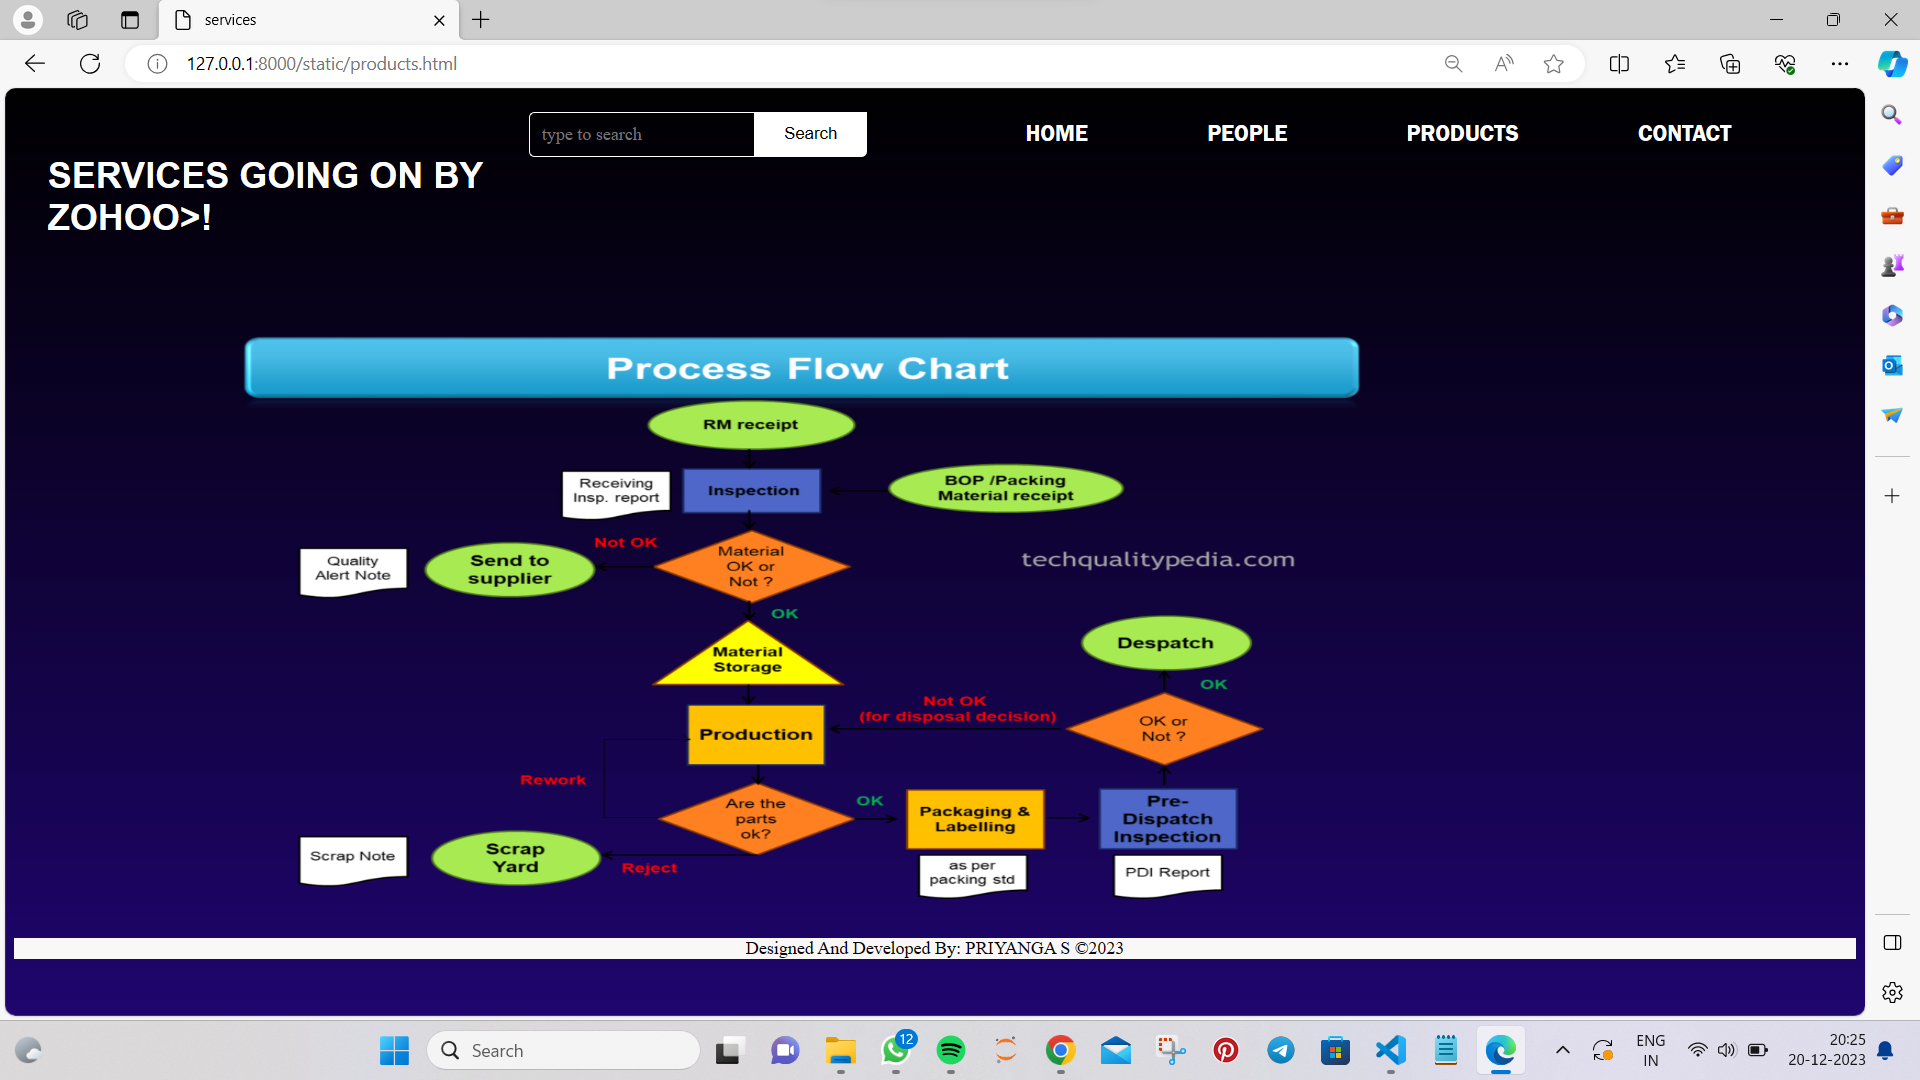 services
127.0.0.1:8000/static/products.html
type to search
Search
HOME
PEOPLE
PRODUCTS
CONTACT
SERVICES GOING ON BY
ZOHOO>!
Process Flow Chart
RM receipt
Receiving
Insp. report
Inspection
BOP /Packing
Material receipt
Not OK
Material
OK or
Not ?
Quality
Alert Note
Send to
supplier
techqualitypedia.com
OK
Material
Storage
Despatch
OK
Not OK
(for disposal decision)
OK or
Not ?
Production
Rework
Are the
parts
ok?
OK
Packaging &
Labelling
Pre-
Dispatch
Inspection
Scrap Note
Scrap
Yard
Reject
as per
packing std
PDI Report
Designed And Developed By: PRIYANGA S ©2023
Search
12
ENG
IN
20:25
20-12-2023